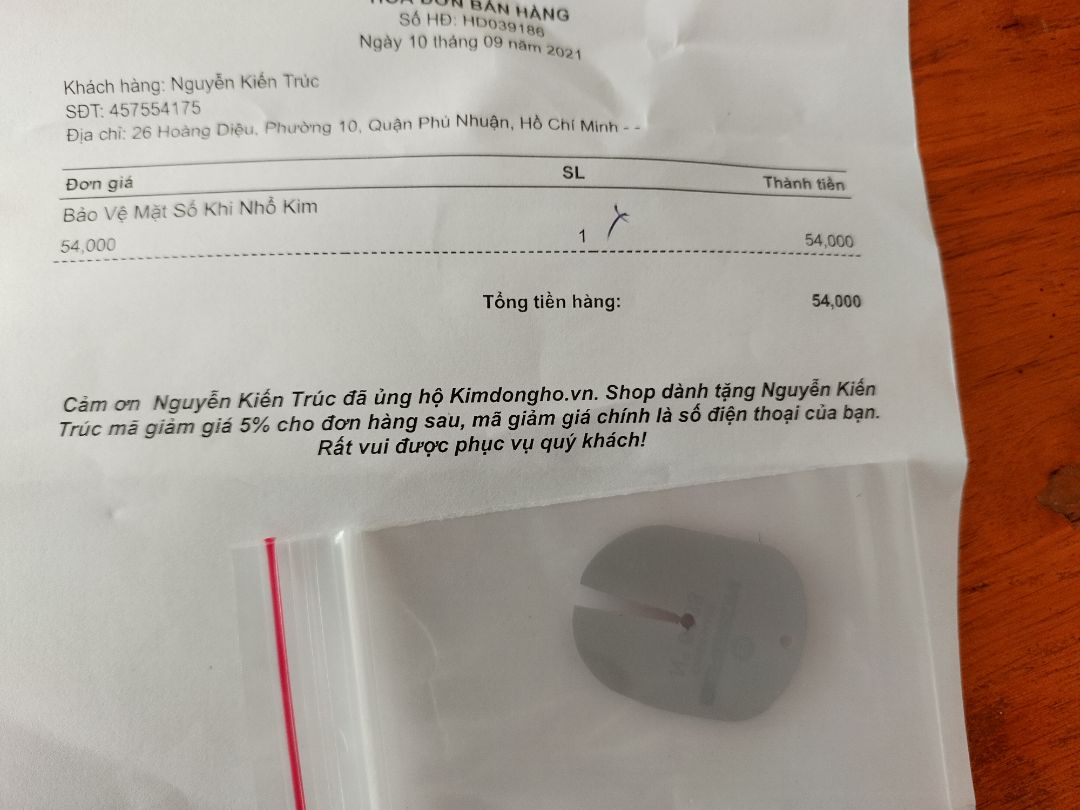 HÓA ĐƠN BÁN HÀNG
Số HĐ: HD039186
Ngày 10 tháng 09 năm 2021
Khách hàng: Nguyễn Kiến Trúc
SĐT: 457554175
Địa chỉ: 26 Hoàng Diệu, Phường 10, Quận Phú Nhuận, Hồ Chí Minh - -
Đơn giá SL Thành tiền
Bảo Vệ Mặt Số Khi Nhổ Kim
54,000 1 54,000
Tổng tiền hàng: 54,000
Cảm ơn Nguyễn Kiến Trúc đã ủng hộ Kimdongho.vn. Shop dành tặng Nguyễn Kiến
Trúc mã giảm giá 5% cho đơn hàng sau, mã giảm giá chính là số điện thoại của bạn.
Rất vui được phục vụ quý khách!